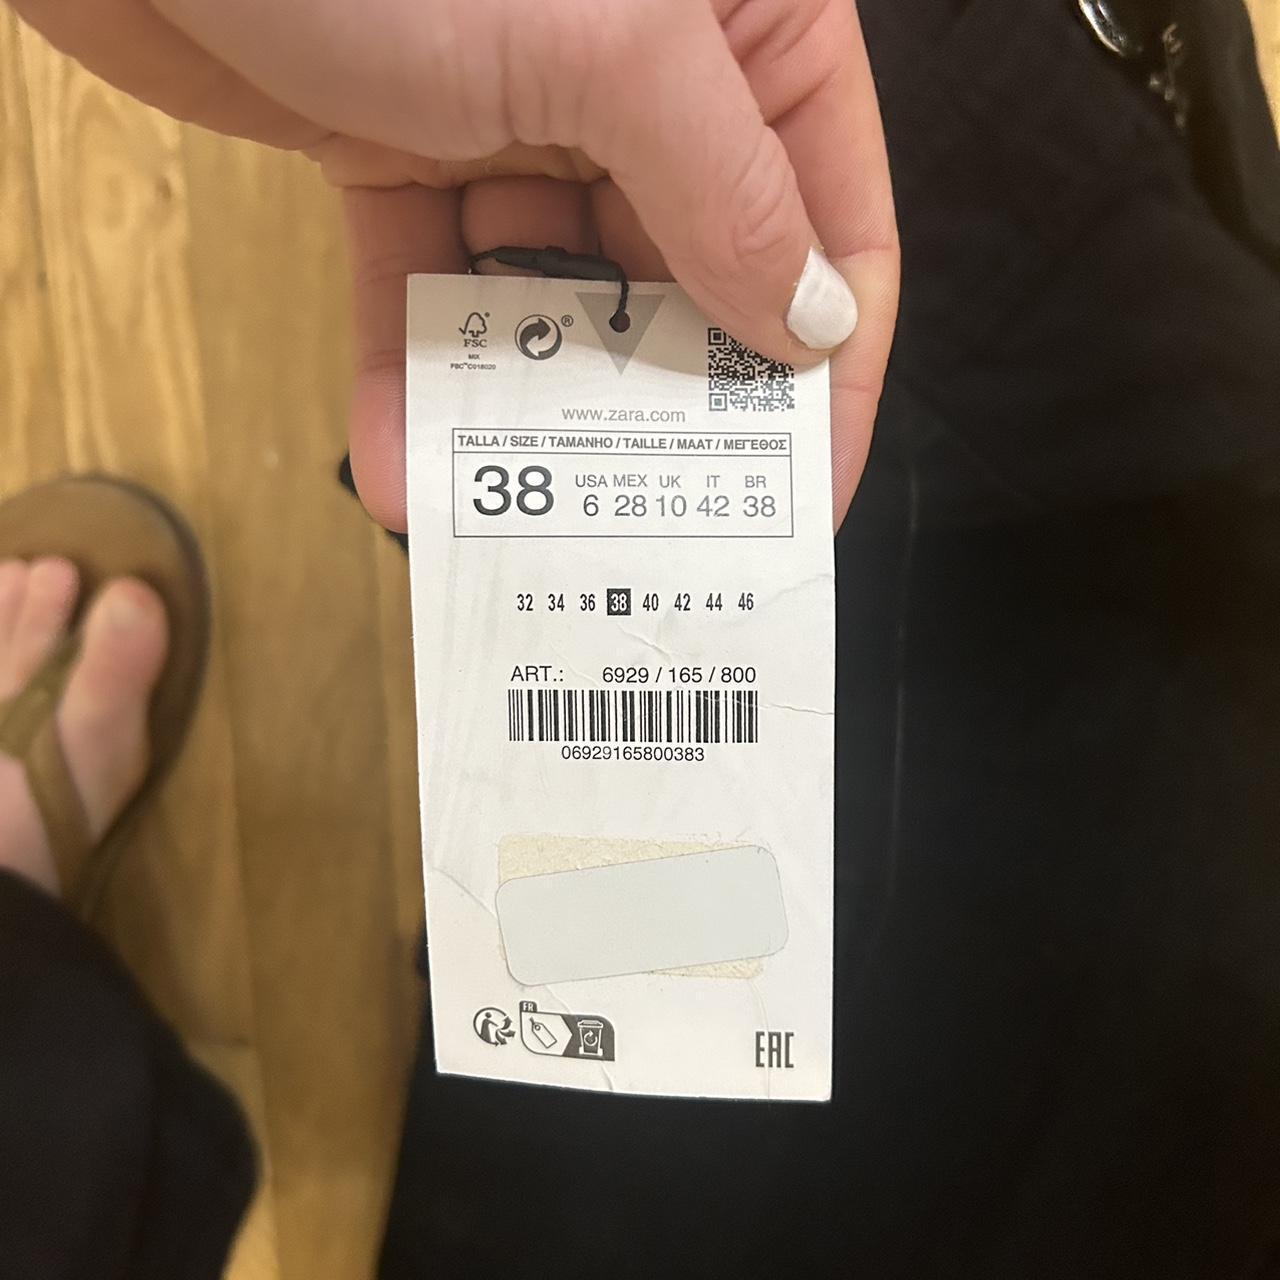 FSC
MIX
FSC™ C018020
®
www.zara.com
TALLA / SIZE / TAMANHO / TAILLE / MAAT / ΜΕΓΕΘΟΣ
38
USA MEX UK IT BR
6 28 10 42 38
32 34 36 38 40 42 44 46
ART.: 6929 / 165 / 800
06929165800383
FR
EAC